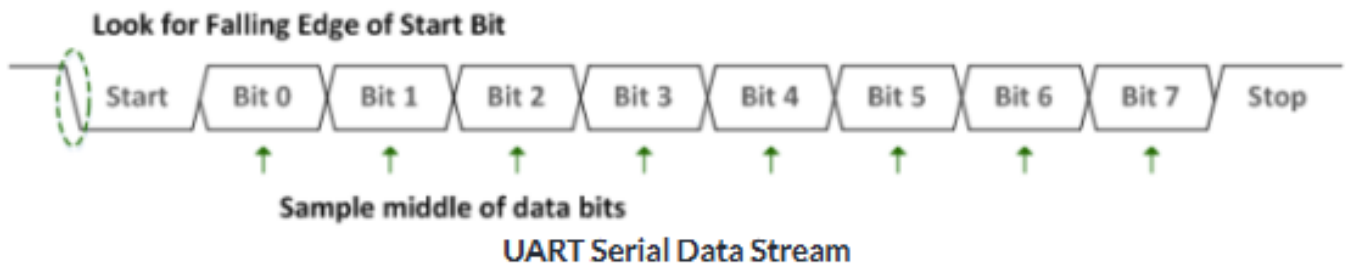 Look for Falling Edge of Start Bit
Start Bit 0 Bit 1 Bit 2 Bit 3 Bit 4 Bit 5 Bit 6 Bit 7 Stop
Sample middle of data bits
UART Serial Data Stream